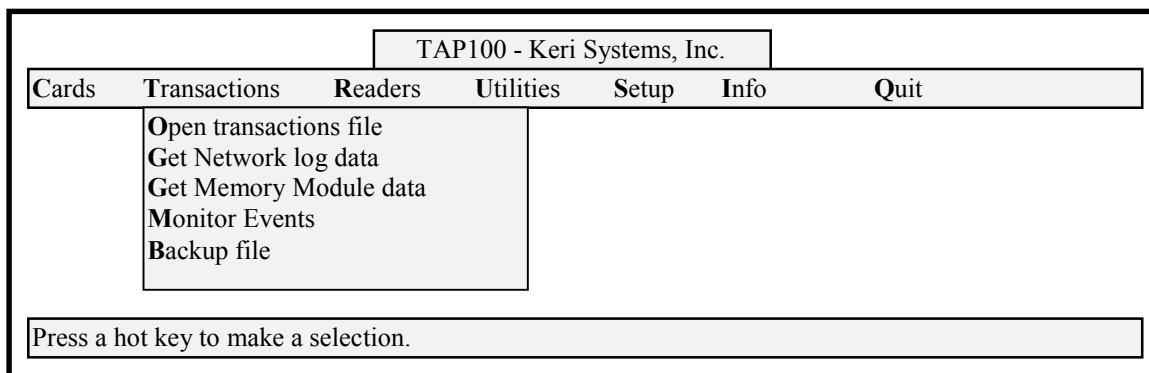 TAP100 - Keri Systems, Inc.
Cards Transactions Readers Utilities Setup Info Quit
Open transactions file
Get Network log data
Get Memory Module data
Monitor Events
Backup file
Press a hot key to make a selection.